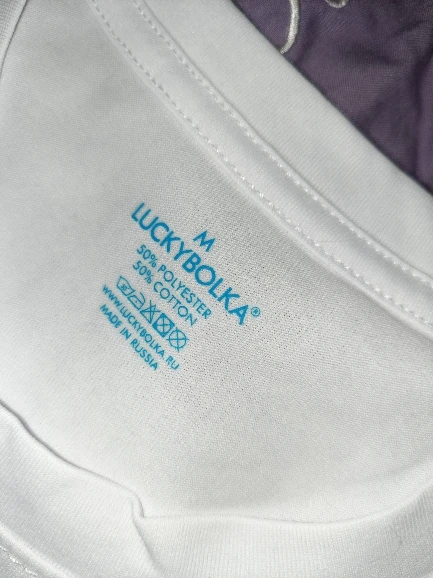 M
LUCKYBOLKA®
50% POLYESTER
50% COTTON
WWW.LUCKYBOLKA.RU
MADE IN RUSSIA